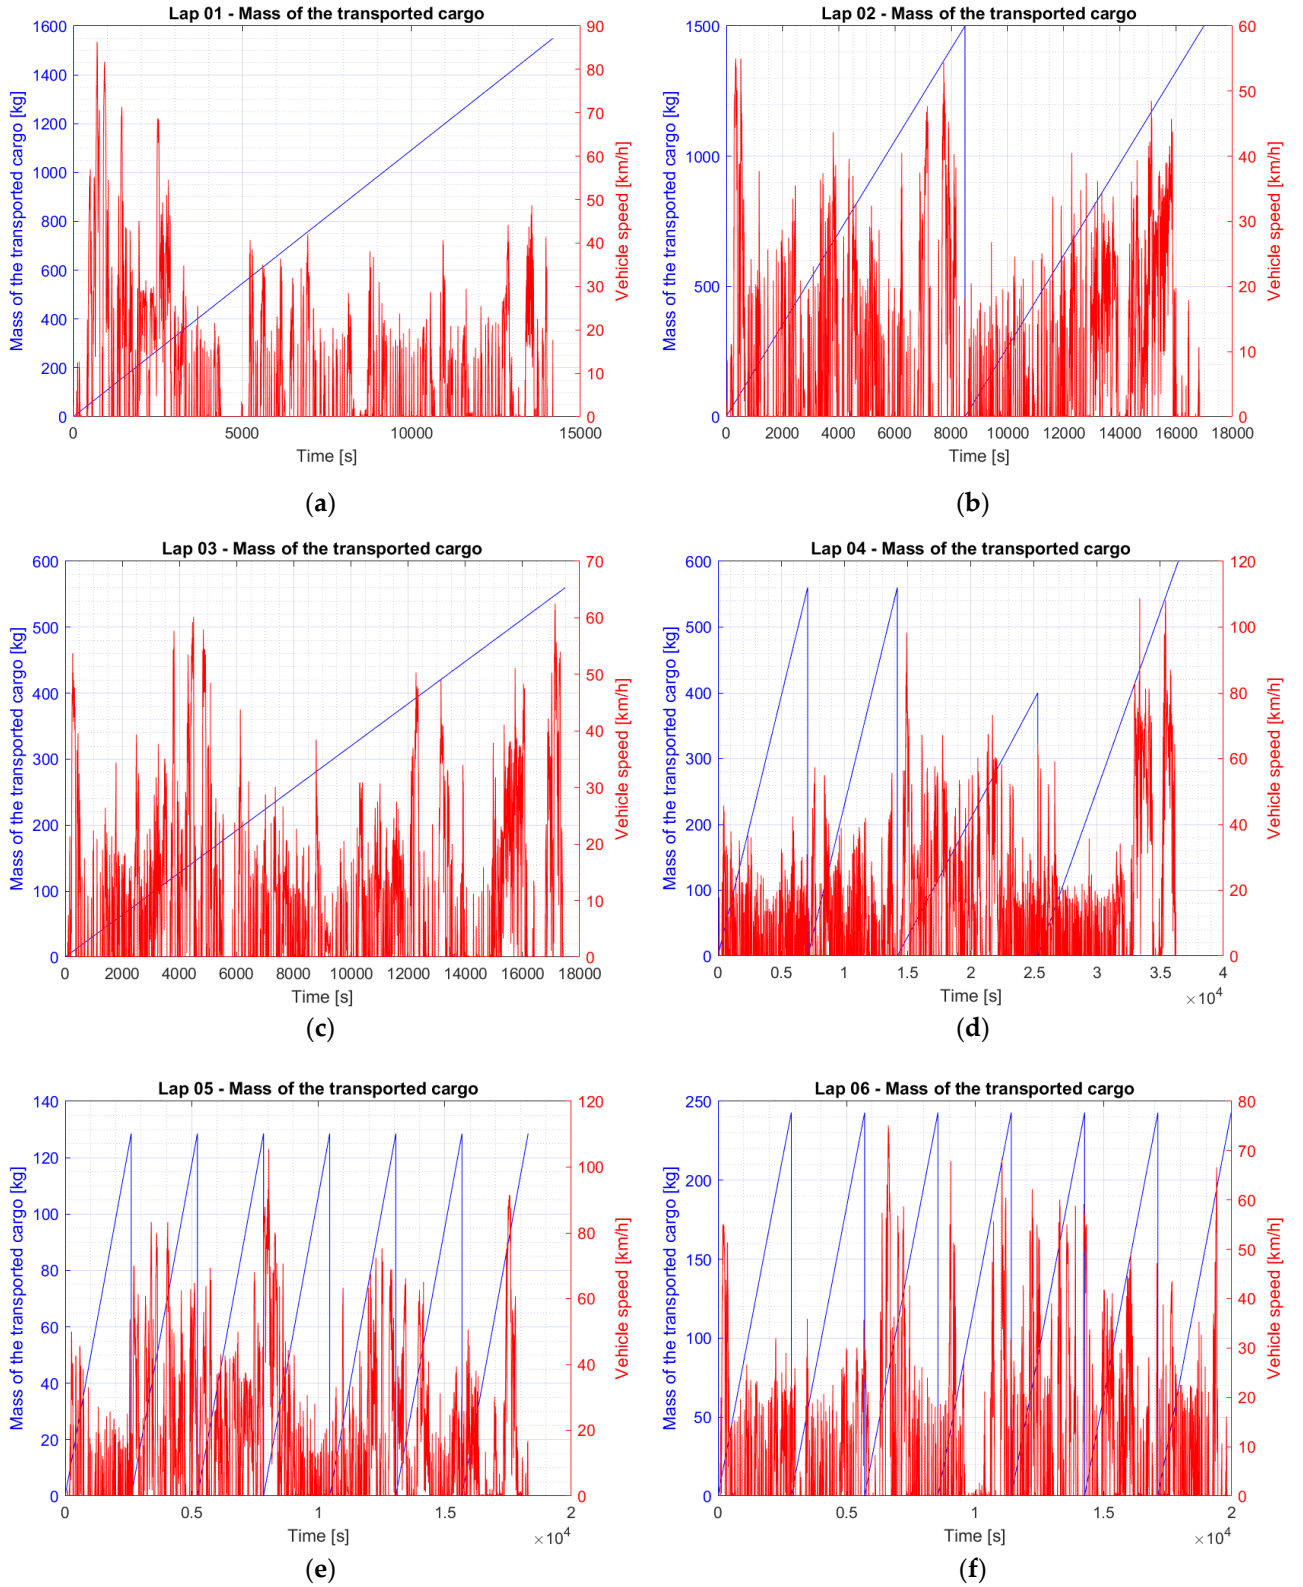 Lap 01 - Mass of the transported cargo
Mass of the transported cargo [kg]
1600
1400
1200
1000
800
600
400
200
0
90
80
70
60
50
40
30
20
10
0
Vehicle speed [km/h]
0 5000 10000 15000
Time [s]
(a)
Lap 02 - Mass of the transported cargo
Mass of the transported cargo [kg]
1500
1000
500
0
60
50
40
30
20
10
0
Vehicle speed [km/h]
0 2000 4000 6000 8000 10000 12000 14000 16000 18000
Time [s]
(b)
Lap 03 - Mass of the transported cargo
Mass of the transported cargo [kg]
600
500
400
300
200
100
0
70
60
50
40
30
20
10
0
Vehicle speed [km/h]
0 2000 4000 6000 8000 10000 12000 14000 16000 18000
Time [s]
(c)
Lap 04 - Mass of the transported cargo
Mass of the transported cargo [kg]
600
500
400
300
200
100
0
120
100
80
60
40
20
0
Vehicle speed [km/h]
0 0.5 1 1.5 2 2.5 3 3.5 4
Time [s]
×10⁴
(d)
Lap 05 - Mass of the transported cargo
Mass of the transported cargo [kg]
140
120
100
80
60
40
20
0
120
100
80
60
40
20
0
Vehicle speed [km/h]
0 0.5 1 1.5 2
Time [s]
×10⁴
(e)
Lap 06 - Mass of the transported cargo
Mass of the transported cargo [kg]
250
200
150
100
50
0
80
70
60
50
40
30
20
10
0
Vehicle speed [km/h]
0 0.5 1 1.5 2
Time [s]
×10⁴
(f)